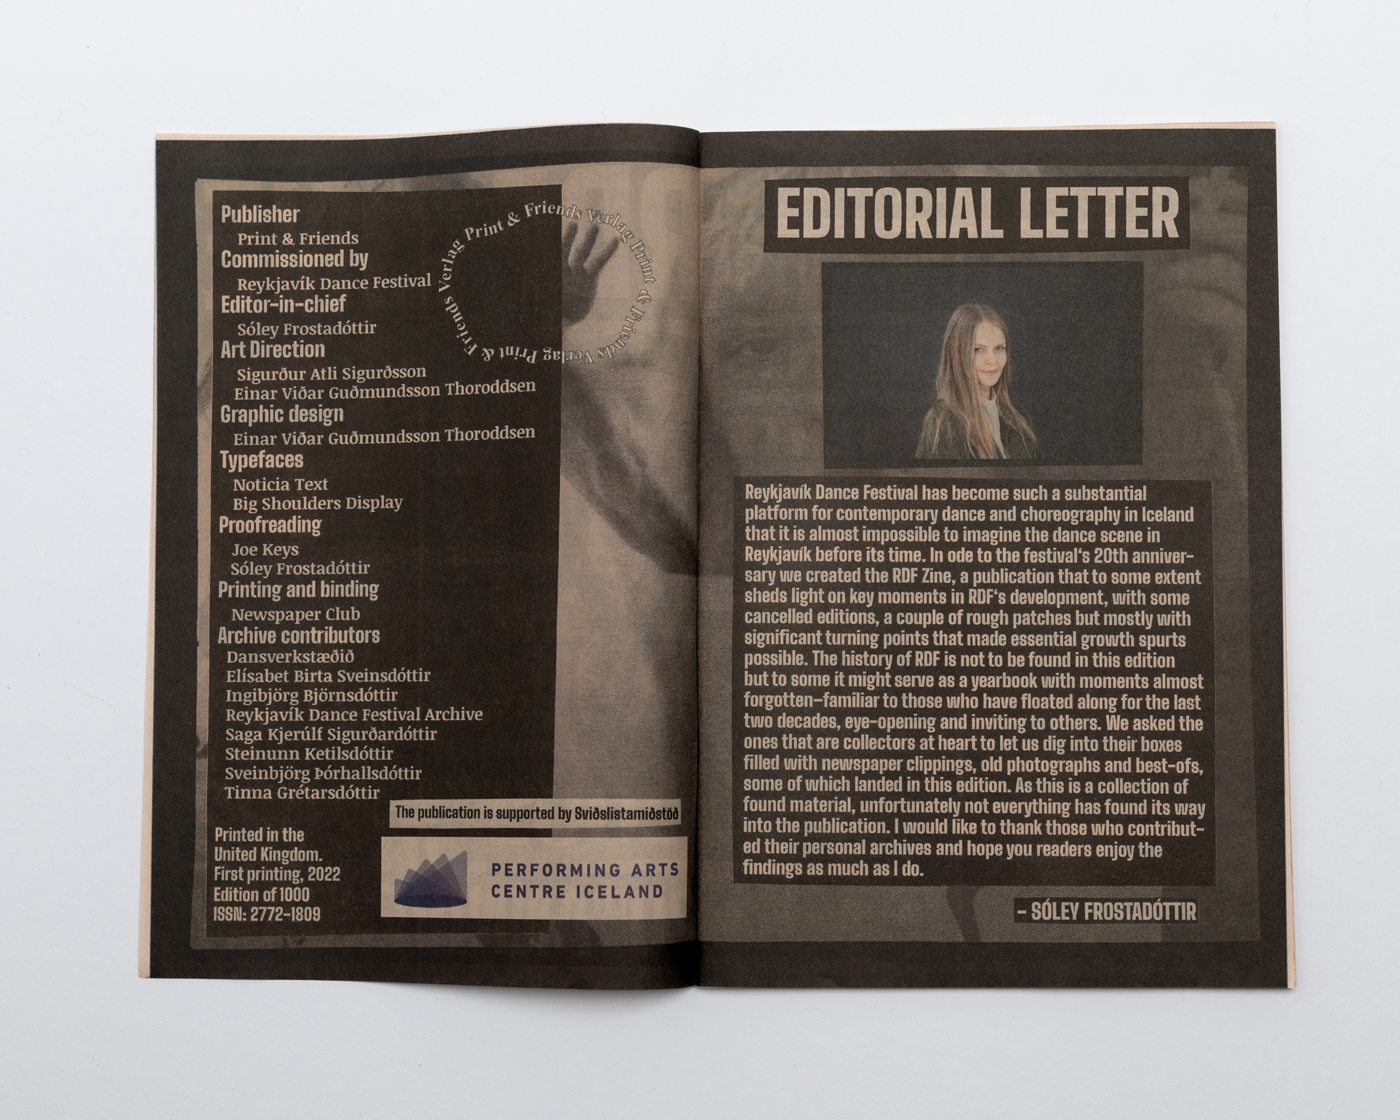 Publisher
Print & Friends
Commissioned by
Reykjavík Dance Festival
Editor-in-chief
Sóley Frostadóttir
Art Direction
Sigurður Atli Sigurðsson
Einar Viðar Guðmundsson Thoroddsen
Graphic design
Einar Viðar Guðmundsson Thoroddsen
Typefaces
Noticia Text
Big Shoulders Display
Proofreading
Joe Keys
Sóley Frostadóttir
Printing and binding
Newspaper Club
Archive contributors
Dansverkstæðið
Elísabet Birta Sveinsdóttir
Ingibjörg Björnsdóttir
Reykjavík Dance Festival Archive
Saga Kjerúlf Sigurðardóttir
Steinunn Ketilsdóttir
Sveinbjörg Þórhallsdóttir
Tinna Grétarsdóttir
Printed in the
United Kingdom.
First printing, 2022
Edition of 1000
ISSN: 2772-1809
Print & Friends Verlag Print & Friends Verlag Print & Friends Verlag
The publication is supported by Sviðslistamiðstöð
PERFORMING ARTS
CENTRE ICELAND
EDITORIAL LETTER
Reykjavík Dance Festival has become such a substantial
platform for contemporary dance and choreography in Iceland
that it is almost impossible to imagine the dance scene in
Reykjavík before its time. In ode to the festival's 20th anniver-
sary we created the RDF Zine, a publication that to some extent
sheds light on key moments in RDF's development, with some
cancelled editions, a couple of rough patches but mostly with
significant turning points that made essential growth spurts
possible. The history of RDF is not to be found in this edition
but to some it might serve as a yearbook with moments almost
forgotten–familiar to those who have floated along for the last
two decades, eye-opening and inviting to others. We asked the
ones that are collectors at heart to let us dig into their boxes
filled with newspaper clippings, old photographs and best-ofs,
some of which landed in this edition. As this is a collection of
found material, unfortunately not everything has found its way
into the publication. I would like to thank those who contribut-
ed their personal archives and hope you readers enjoy the
findings as much as I do.
– SÓLEY FROSTADÓTTIR